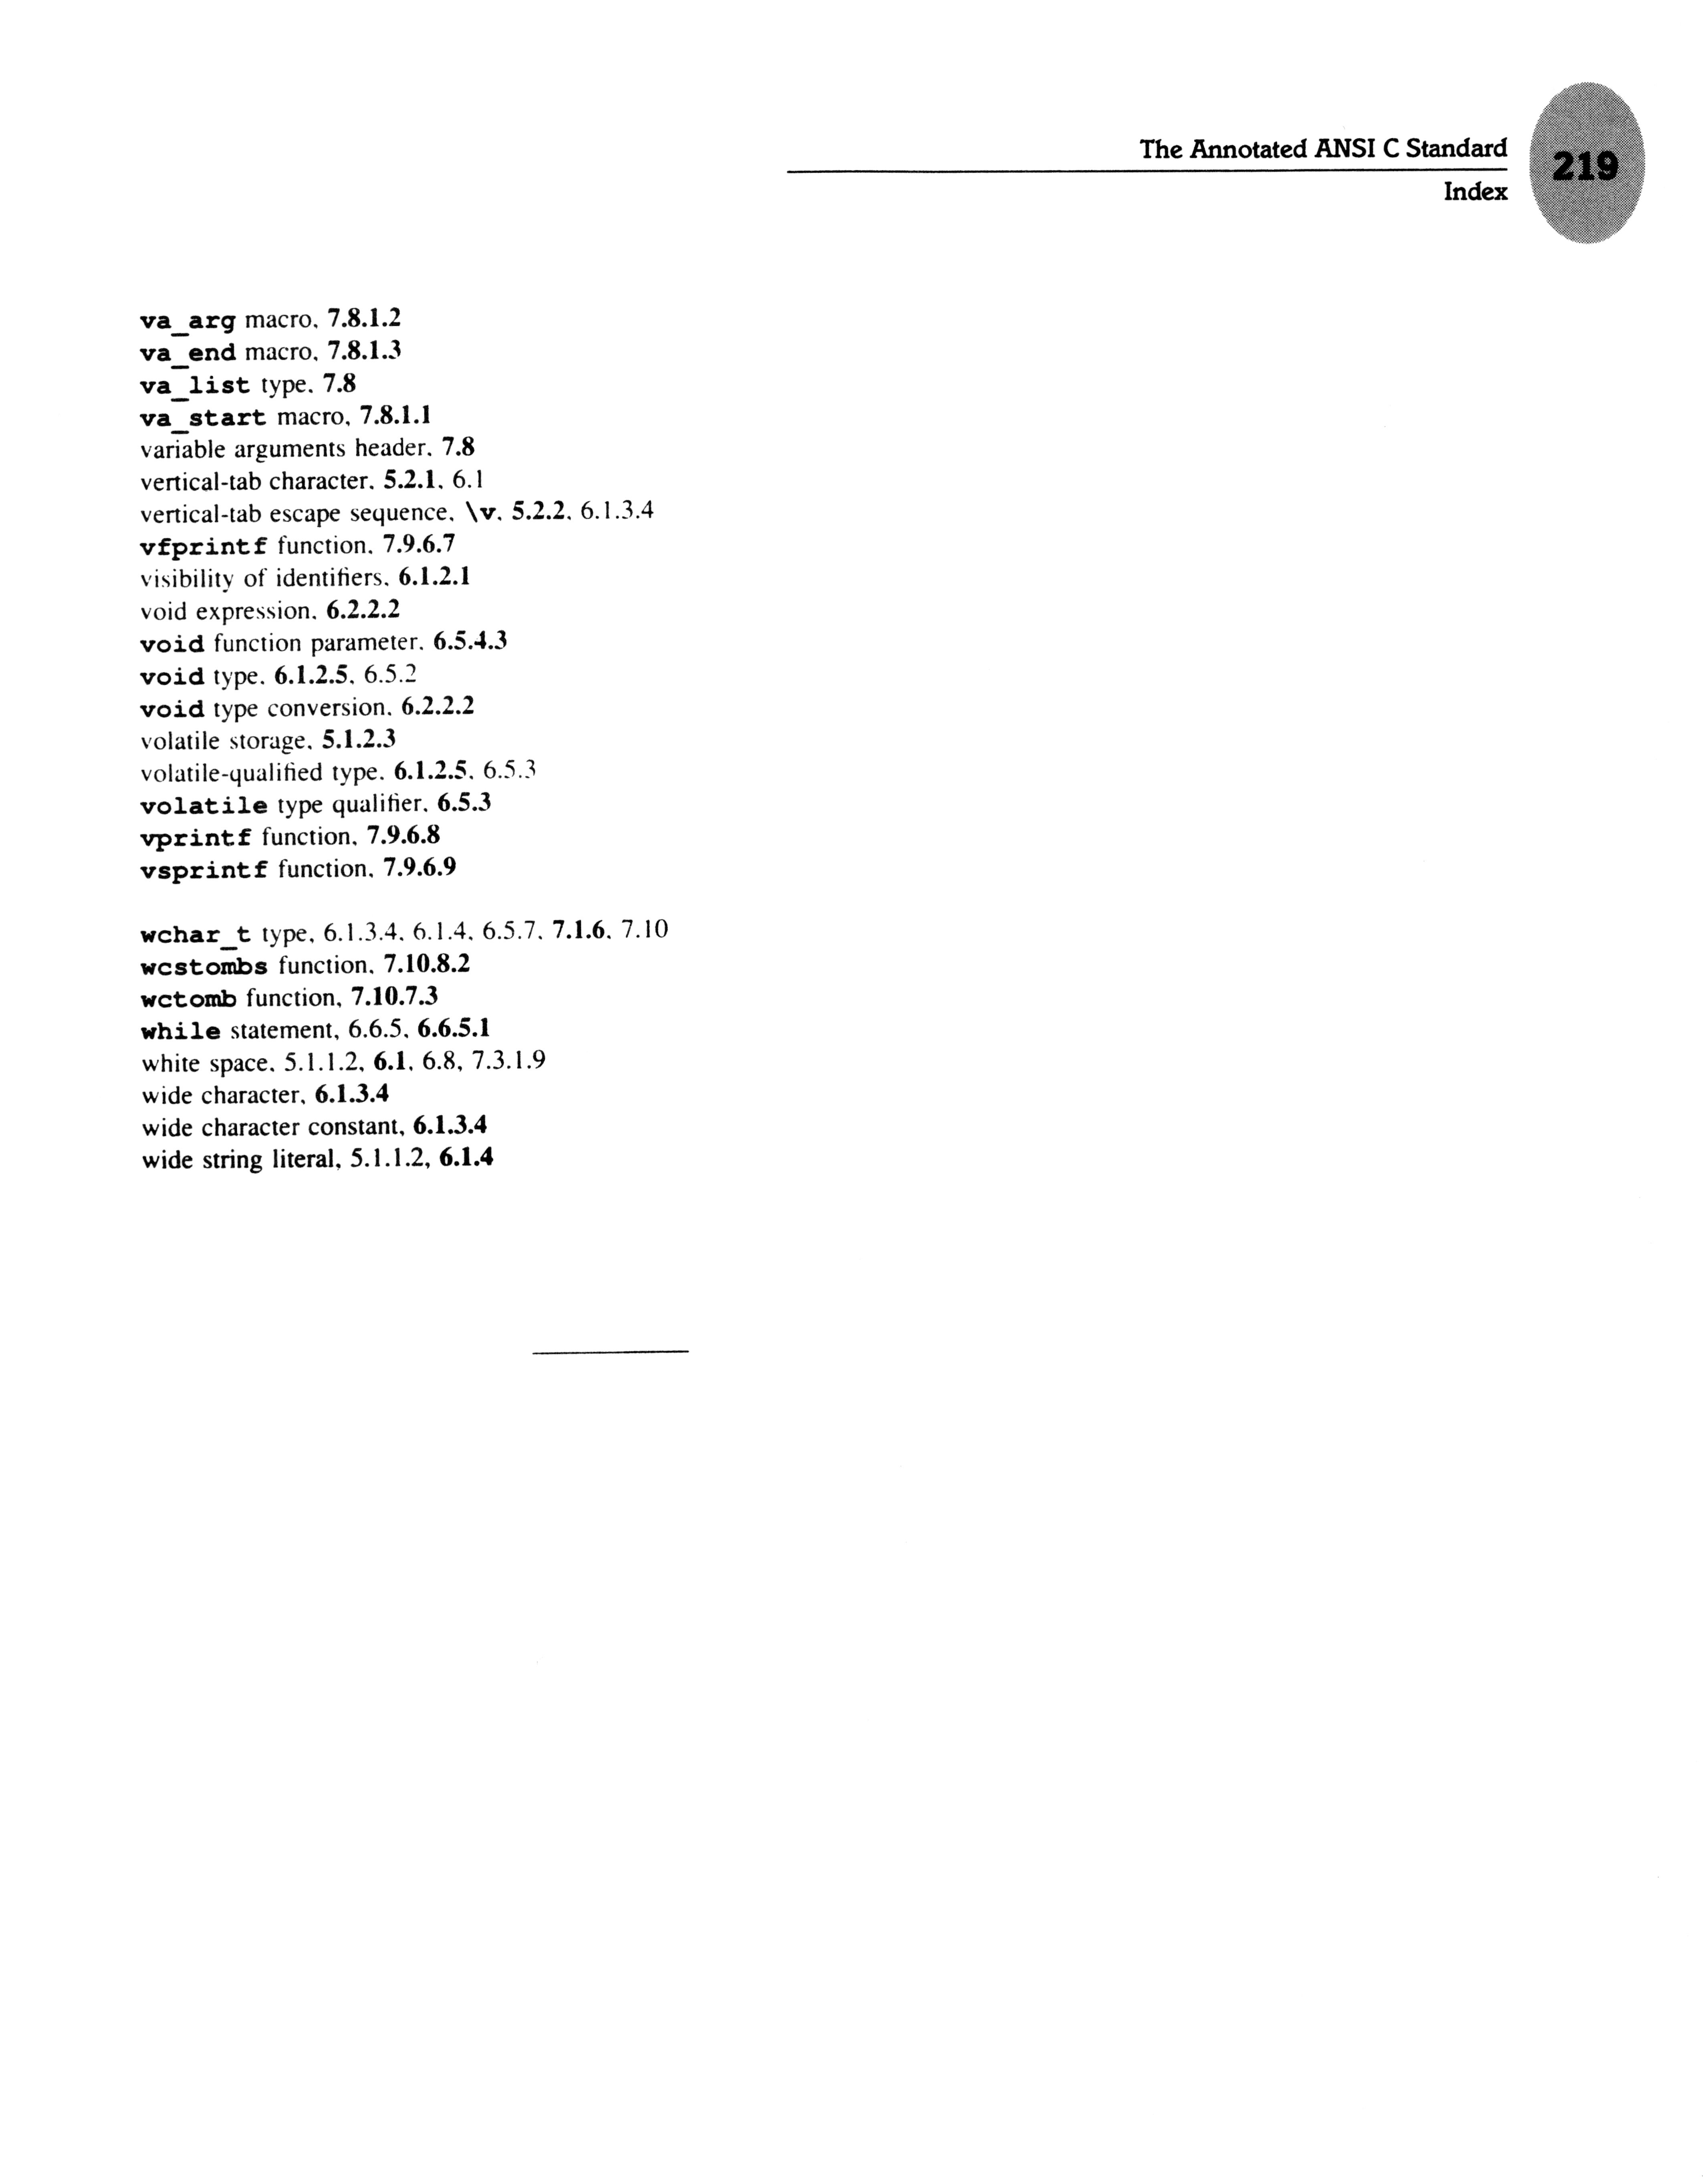 The Annotated ANSI C Standard
219
Index
va_arg macro, 7.8.1.2
va_end macro, 7.8.1.3
va_list type, 7.8
va_start macro, 7.8.1.1
variable arguments header, 7.8
vertical-tab character, 5.2.1, 6.1
vertical-tab escape sequence, \v, 5.2.2, 6.1.3.4
vfprintf function, 7.9.6.7
visibility of identifiers, 6.1.2.1
void expression, 6.2.2.2
void function parameter, 6.5.4.3
void type, 6.1.2.5, 6.5.2
void type conversion, 6.2.2.2
volatile storage, 5.1.2.3
volatile-qualified type, 6.1.2.5, 6.5.3
volatile type qualifier, 6.5.3
vprintf function, 7.9.6.8
vsprintf function, 7.9.6.9
wchar_t type, 6.1.3.4, 6.1.4, 6.5.7, 7.1.6, 7.10
wcstombs function, 7.10.8.2
wctomb function, 7.10.7.3
while statement, 6.6.5, 6.6.5.1
white space, 5.1.1.2, 6.1, 6.8, 7.3.1.9
wide character, 6.1.3.4
wide character constant, 6.1.3.4
wide string literal, 5.1.1.2, 6.1.4